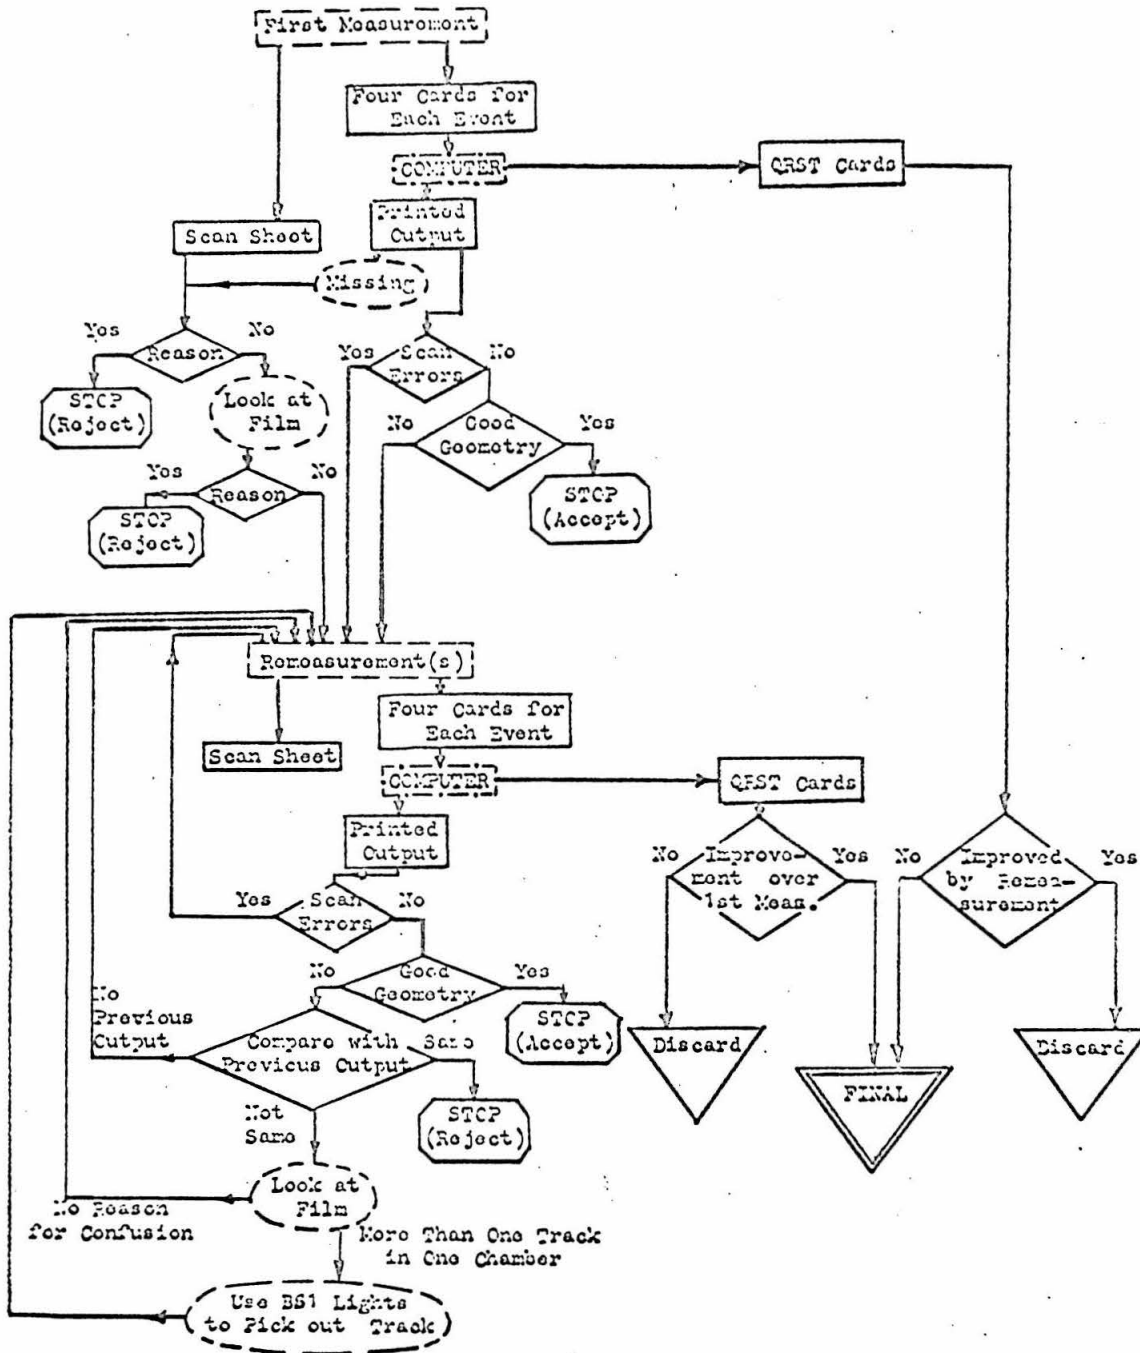 First Measurement
Four Cards for
Each Event
COMPUTER
QRST Cards
Printed
Output
Scan Sheet
Missing
Yes
No
Reason
Yes
Scan
Errors
No
STOP
(Reject)
Look at
Film
No
Good
Geometry
Yes
Yes
Reason
No
STOP
(Reject)
STOP
(Accept)
Remeasurement(s)
Four Cards for
Each Event
Scan Sheet
COMPUTER
QRST Cards
Printed
Output
No
Improve-
ment over
1st Meas.
Yes
No
Improved
by Remea-
surement
Yes
Yes
Scan
Errors
No
No
Good
Geometry
Yes
No
Previous
Output
Compare with
Previous Output
Same
STOP
(Accept)
Discard
Discard
FINAL
Not
Same
STOP
(Reject)
Look at
Film
No Reason
for Confusion
More Than One Track
in One Chamber
Use BS1 Lights
to Pick out Track